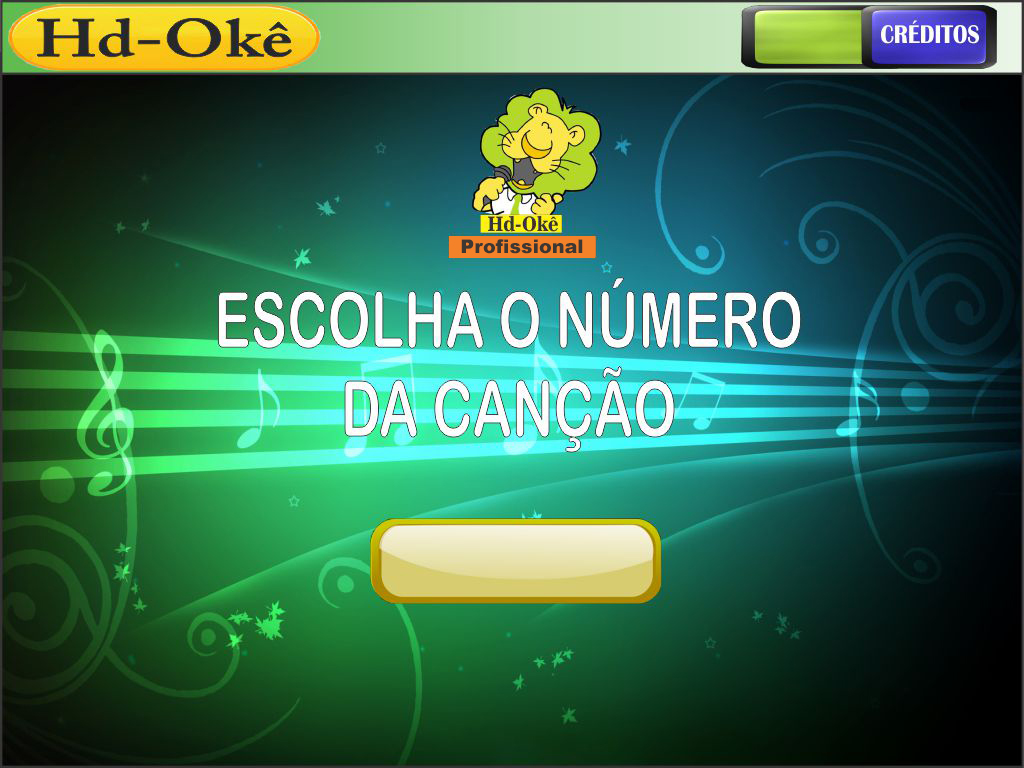 Hd-Okê
CRÉDITOS
Hd-Okê
Profissional
ESCOLHA O NÚMERO
DA CANÇÃO